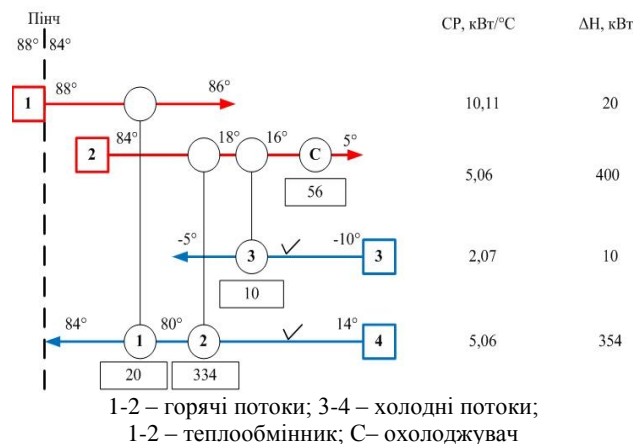 Пінч
88° 84°
CP, кВт/°C ΔH, кВт
1 88° 86° 10,11 20
2 84° 18° 16° C 5° 5,06 400
56
-5° 3 -10° 3 2,07 10
10
84° 1 80° 2 14° 4 5,06 354
20 334
1-2 – горячі потоки; 3-4 – холодні потоки;
1-2 – теплообмінник; С– охолоджувач